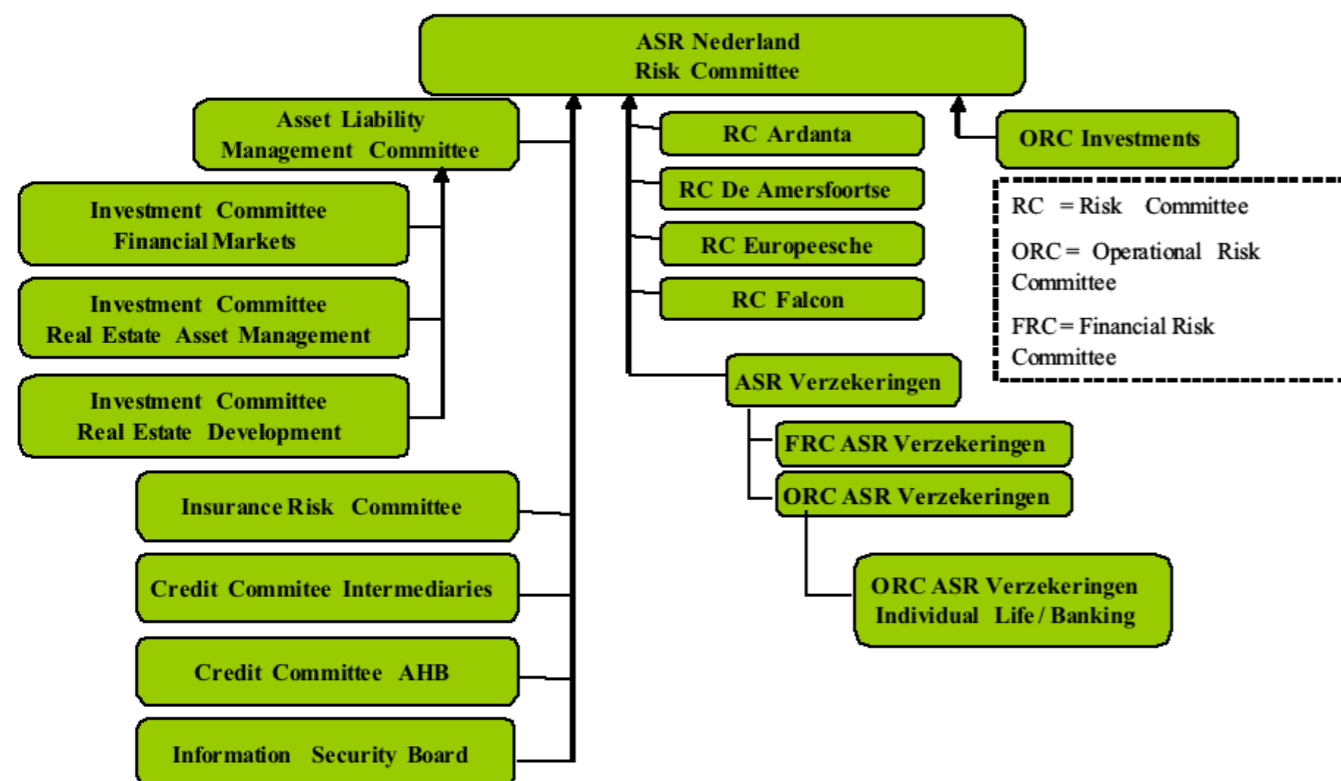 ASR Nederland
Risk Committee
Asset Liability
Management Committee
Investment Committee
Financial Markets
Investment Committee
Real Estate Asset Management
Investment Committee
Real Estate Development
Insurance Risk Committee
Credit Commitee Intermediaries
Credit Committee AHB
Information Security Board
RC Ardanta
RC De Amersfoortse
RC Europeesche
RC Falcon
ASR Verzekeringen
FRC ASR Verzekeringen
ORC ASR Verzekeringen
ORC ASR Verzekeringen
Individual Life / Banking
ORC Investments
RC = Risk Committee
ORC = Operational Risk
Committee
FRC = Financial Risk
Committee